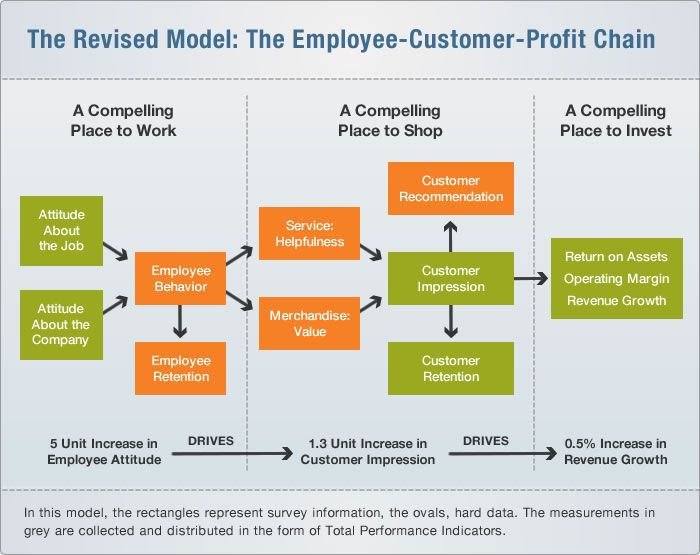 The Revised Model: The Employee-Customer-Profit Chain
A Compelling
Place to Work
A Compelling
Place to Shop
A Compelling
Place to Invest
Attitude
About
the Job
Attitude
About the
Company
Employee
Behavior
Employee
Retention
Service:
Helpfulness
Merchandise:
Value
Customer
Recommendation
Customer
Impression
Customer
Retention
Return on Assets
Operating Margin
Revenue Growth
5 Unit Increase in
Employee Attitude
DRIVES
1.3 Unit Increase in
Customer Impression
DRIVES
0.5% Increase in
Revenue Growth
In this model, the rectangles represent survey information, the ovals, hard data. The measurements in
grey are collected and distributed in the form of Total Performance Indicators.